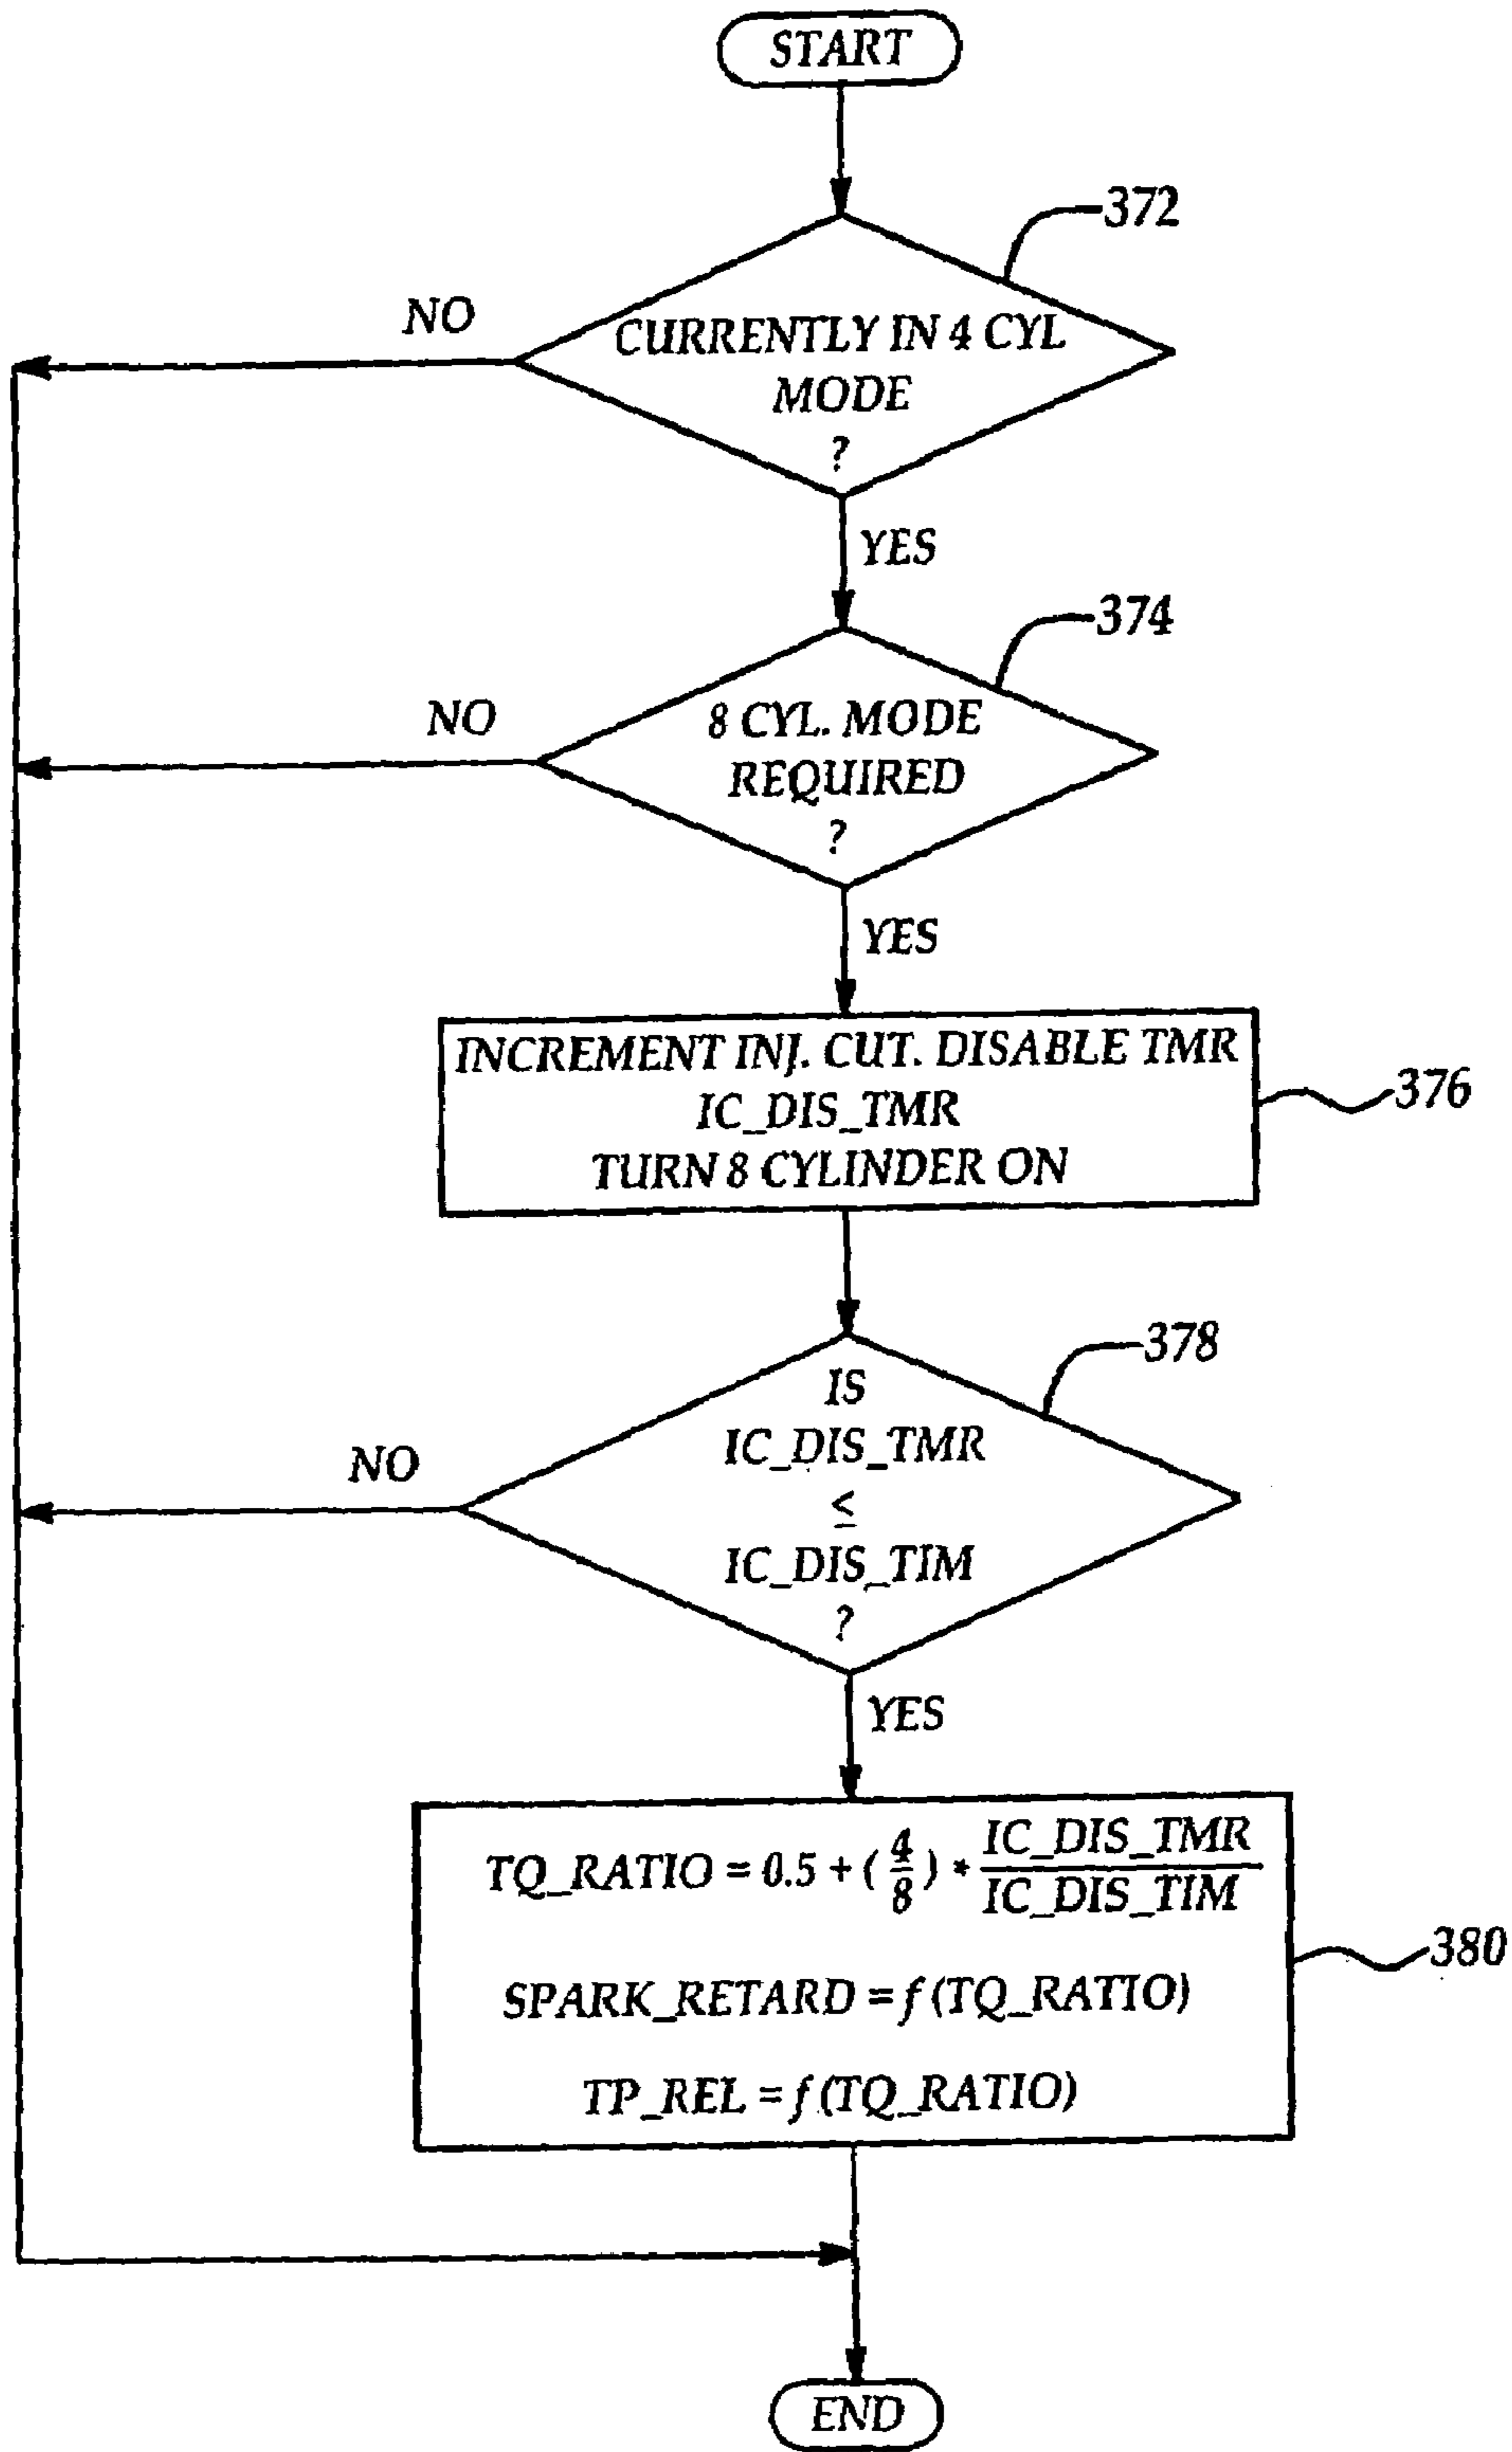 START
372
NO
CURRENTLY IN 4 CYL
MODE
?
YES
374
NO
8 CYL. MODE
REQUIRED
?
YES
INCREMENT INJ. CUT. DISABLE TMR
IC_DIS_TMR
TURN 8 CYLINDER ON
376
378
NO
IS
IC_DIS_TMR
≤
IC_DIS_TIM
?
YES
TQ_RATIO = 0.5 + ( 4/8 ) * IC_DIS_TMR/IC_DIS_TIM
SPARK_RETARD = f (TQ_RATIO)
TP_REL = f (TQ_RATIO)
380
END